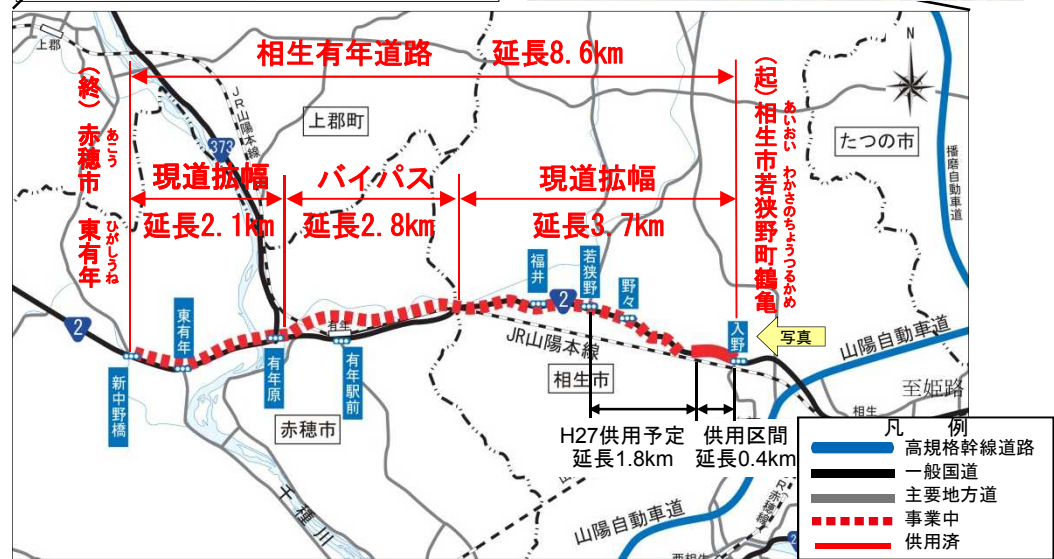 上郡
相生有年道路 延長8.6km
N
(終)赤穂市 東有年
あこう ひがしうね
(起)相生市若狭野町鶴亀
あいおい わかさのちょうつるかめ
JR山陽本線
373
上郡町
たつの市
播磨自動車道
現道拡幅
延長2.1km
バイパス
延長2.8km
現道拡幅
延長3.7km
福井
若狭野
野々
入野
写真
2
2
東有年
有年
JR山陽本線
山陽自動車道
新中野橋
有年原
有年駅前
相生市
至姫路
赤穂市
相生
H27供用予定
延長1.8km
供用区間
延長0.4km
千種川
山陽自動車道
JR赤穂線
西相生
2
凡 例
高規格幹線道路
一般国道
主要地方道
事業中
供用済